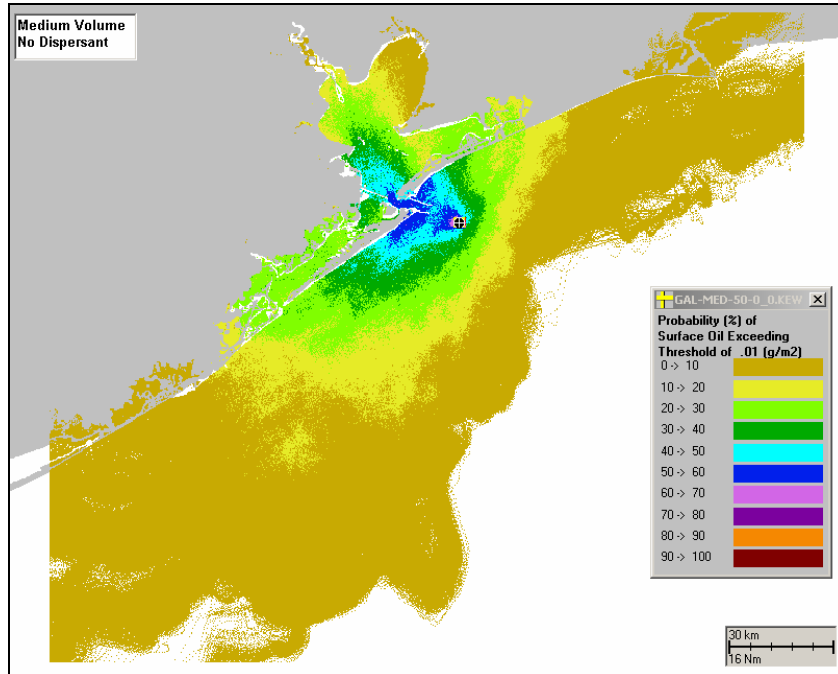 Medium Volume
No Dispersant
GAL-MED-50-0_0.KEW
Probability (%) of
Surface Oil Exceeding
Threshold of .01 (g/m2)
0 -> 10
10 -> 20
20 -> 30
30 -> 40
40 -> 50
50 -> 60
60 -> 70
70 -> 80
80 -> 90
90 -> 100
30 km
16 Nm